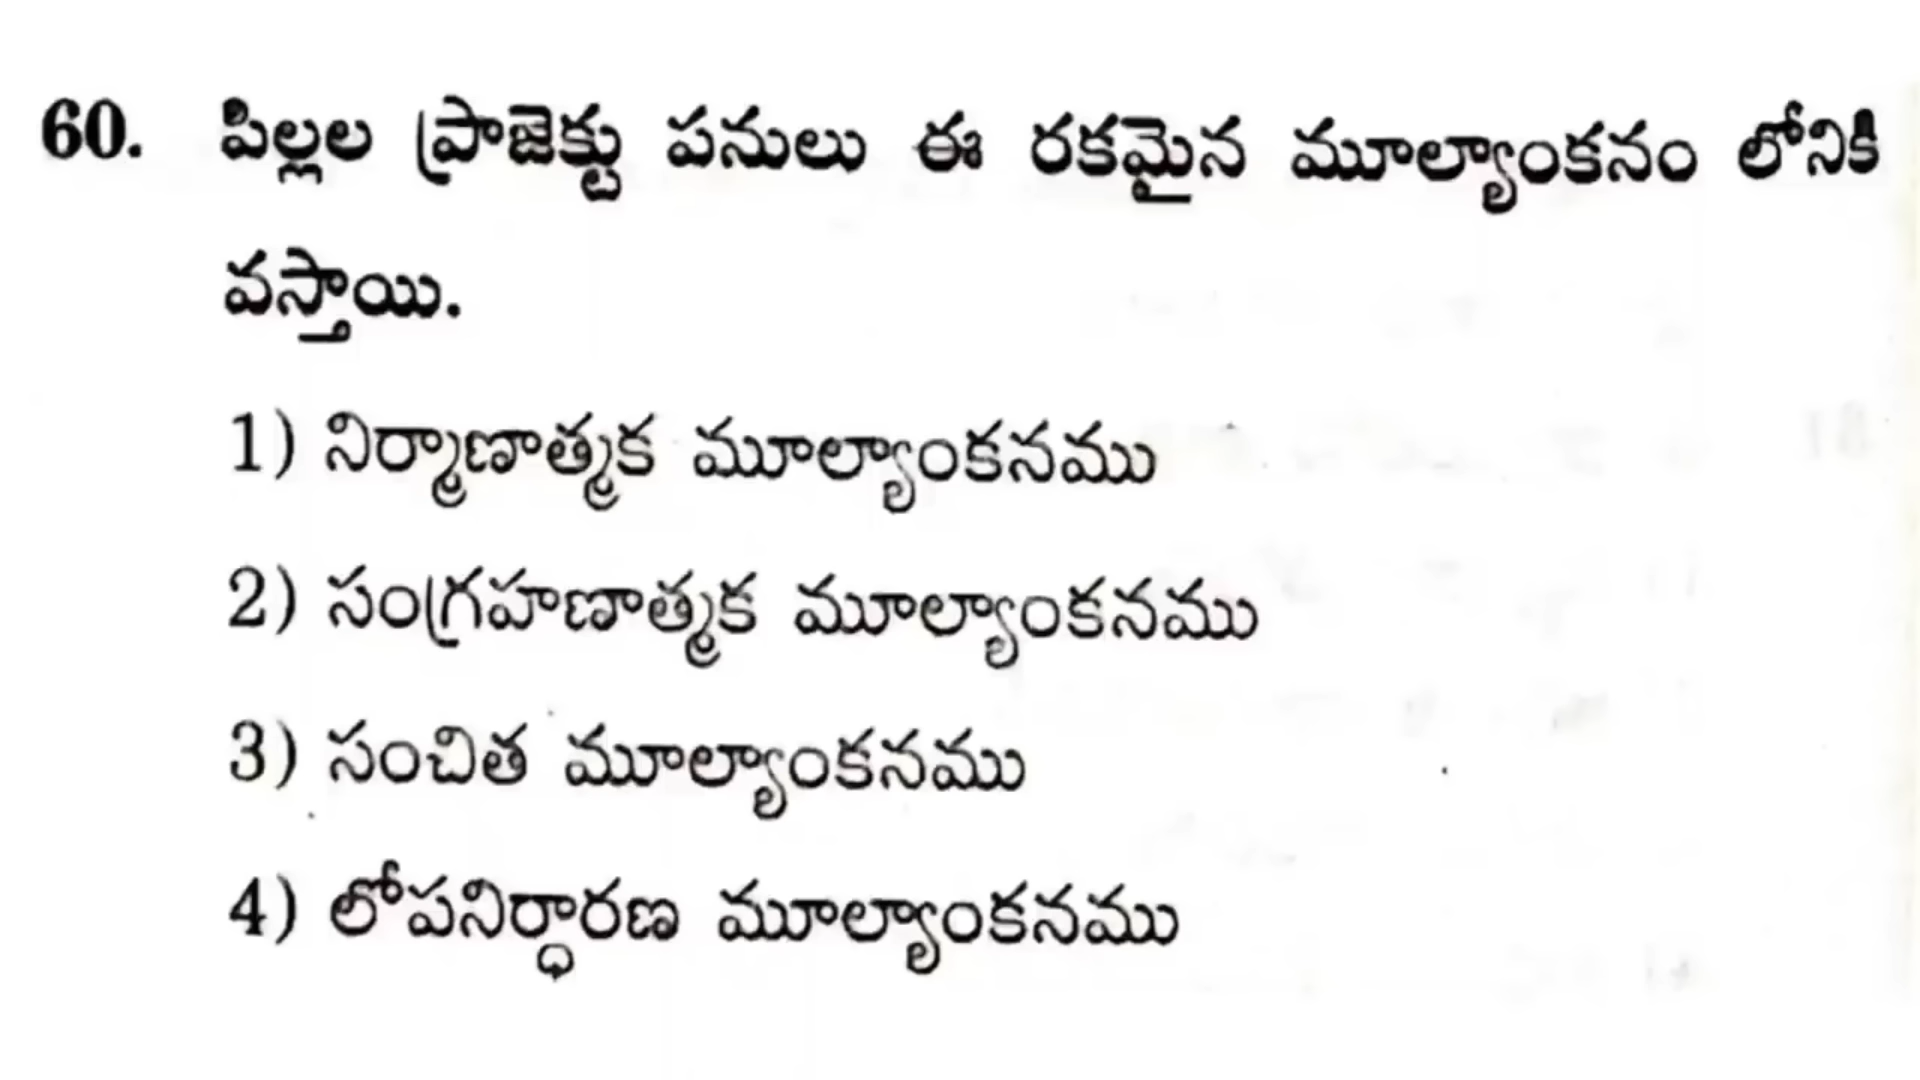 60. పిల్లల ప్రాజెక్టు పనులు ఈ రకమైన మూల్యాంకనం లోనికి
వస్తాయి.
1) నిర్మాణాత్మక మూల్యాంకనము
2) సంగ్రహణాత్మక మూల్యాంకనము
3) సంచిత మూల్యాంకనము
4) లోపనిర్ధారణ మూల్యాంకనము